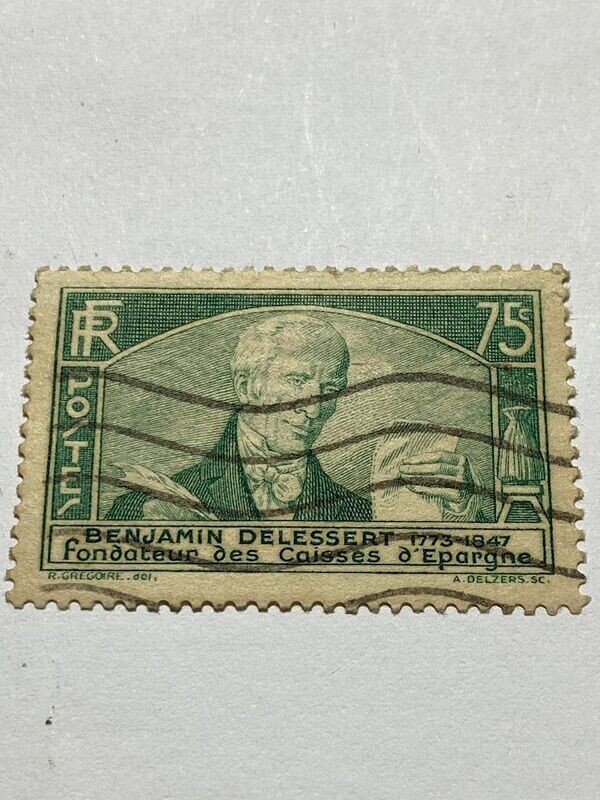 RF 75c
POSTES
BENJAMIN DELESSERT 1773-1847
fondateur des Caisses d'Epargne
R. GREGOIRE.del. A. DELZERS.SC.